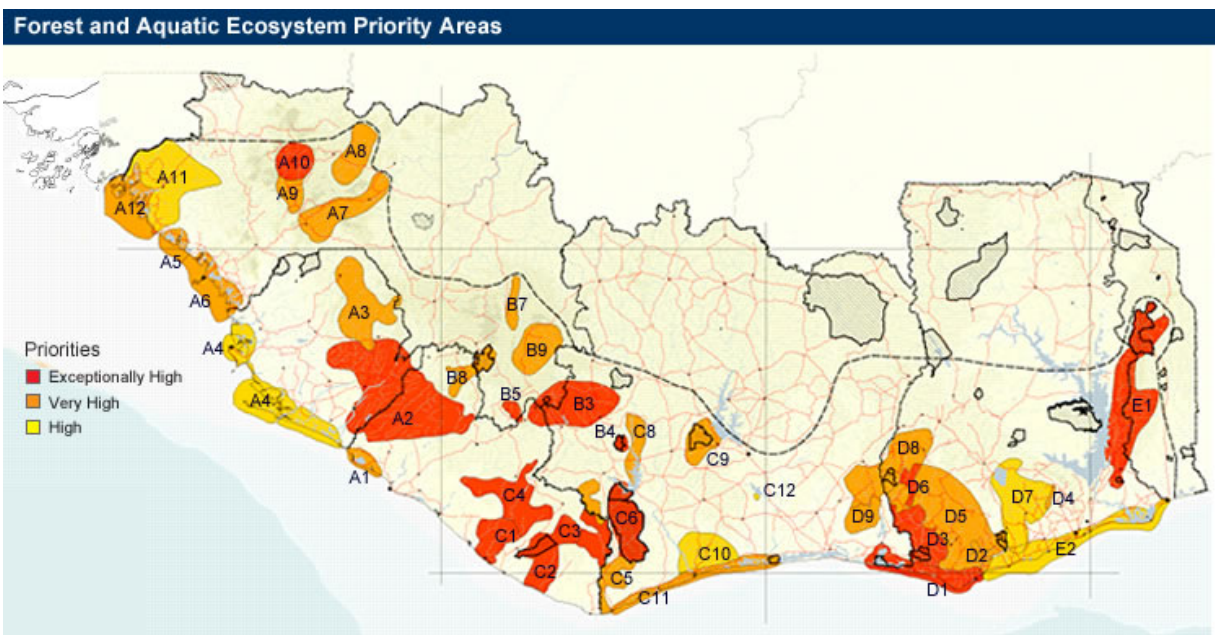 Forest and Aquatic Ecosystem Priority Areas
A8
A10
A11
A9
A12
A7
A5
A6
B7
A3
A4
B9
Priorities
B8
Exceptionally High
B5
B3
E1
Very High
A4
A2
High
B4
C8
D8
C9
A1
C4
C12
D6
D7
D4
C6
D9
D5
C1
C3
D3
C10
D2
E2
C2
C5
D1
C11